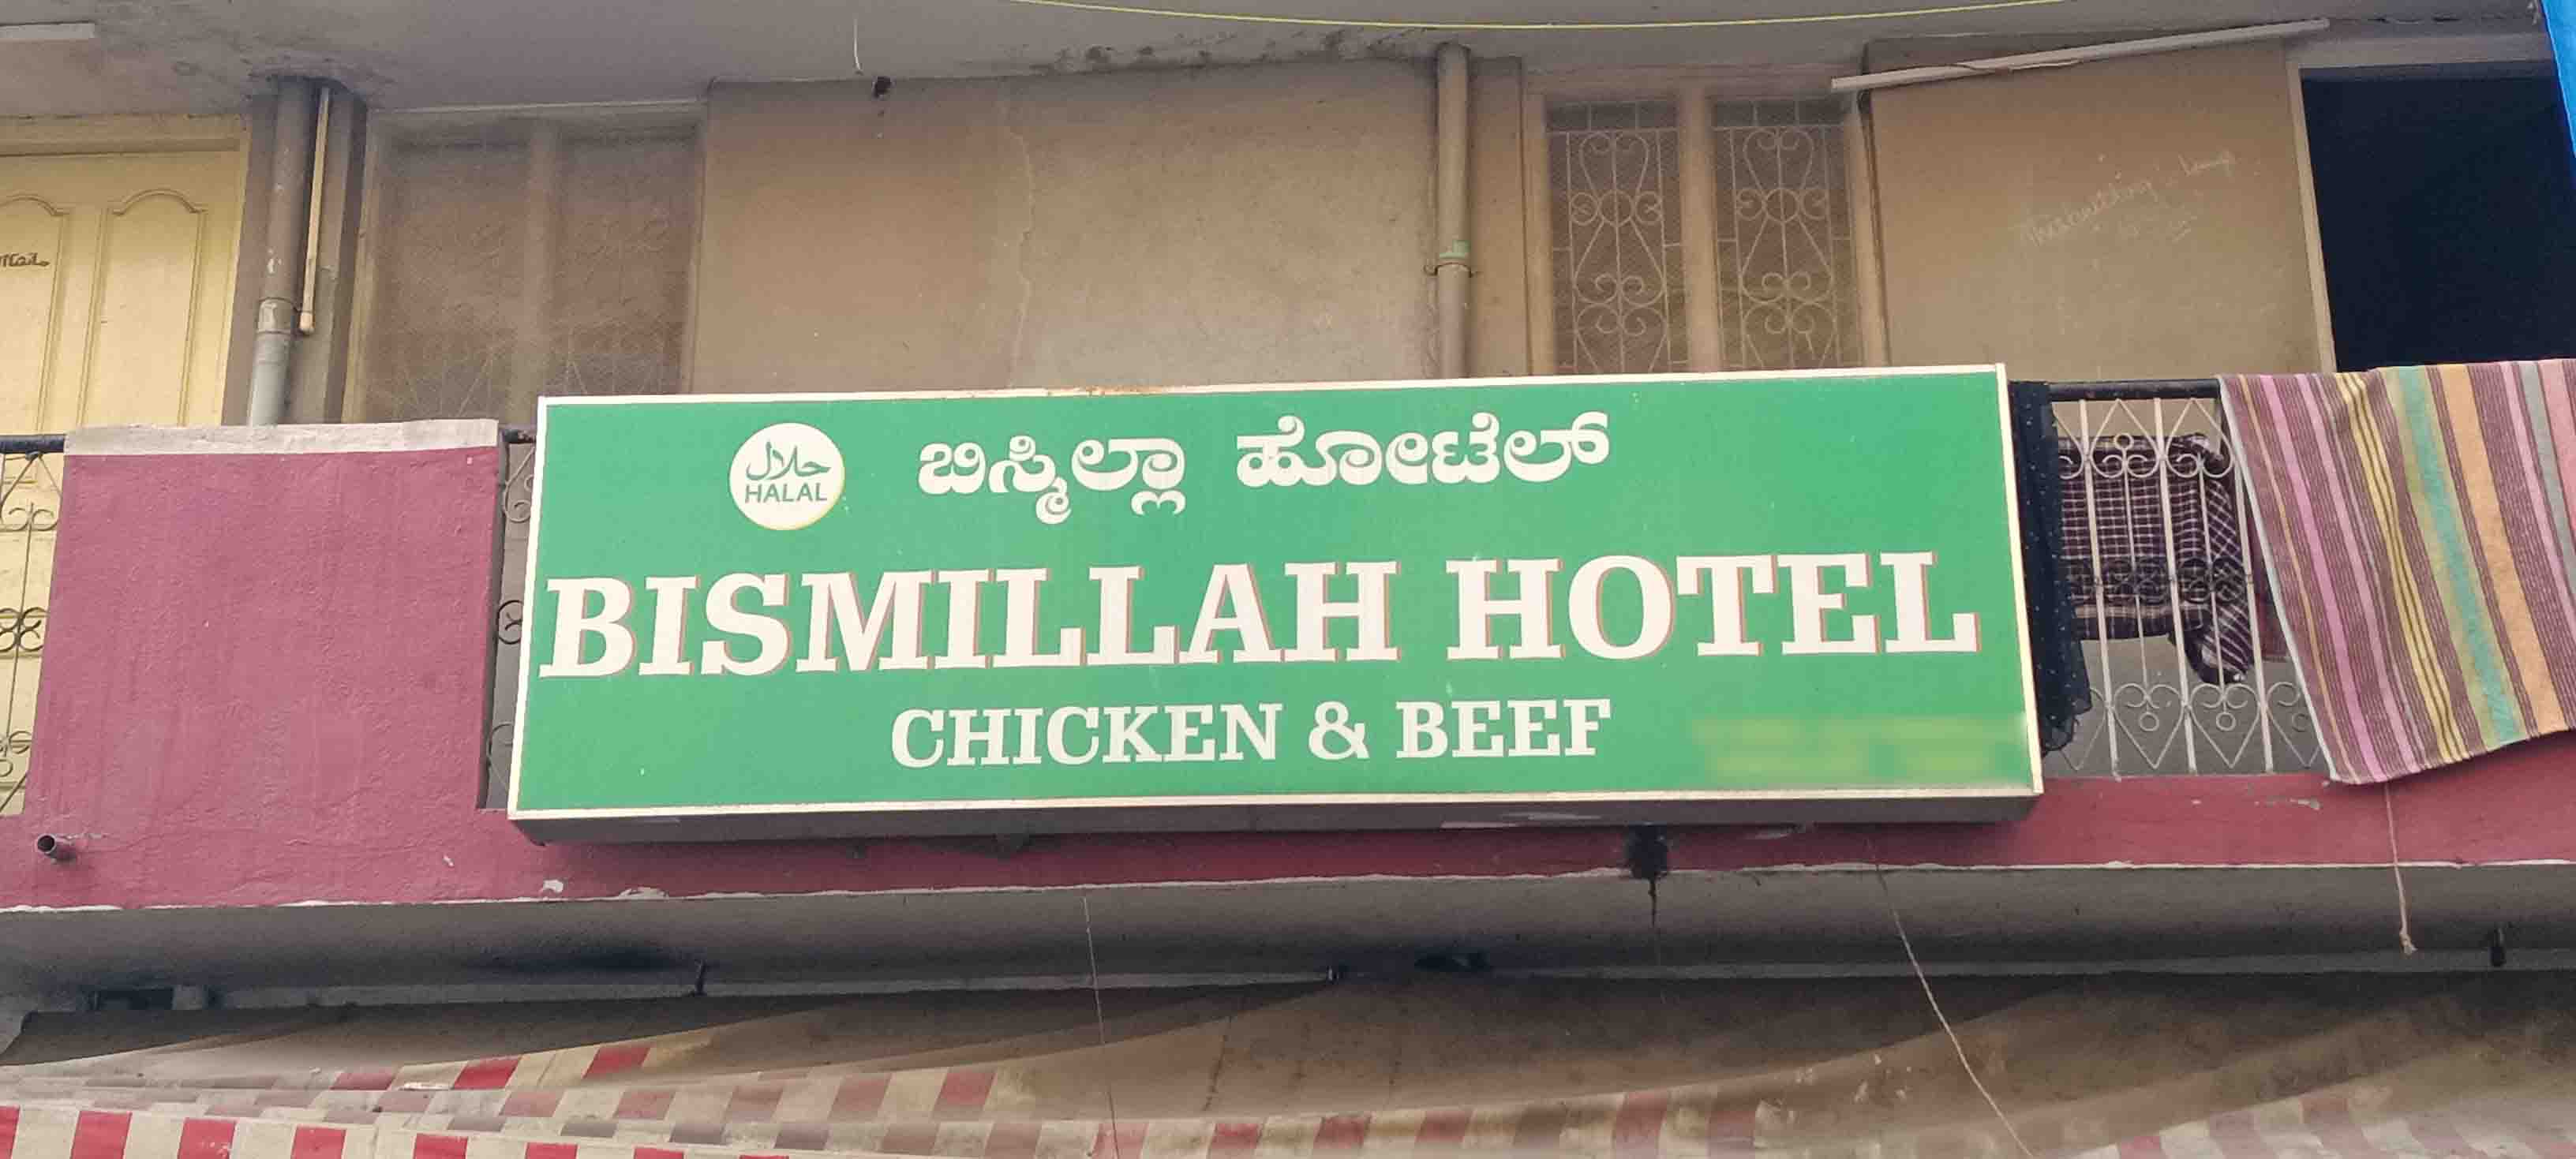 حلال
HALAL
ಬಿಸ್ಮಿಲ್ಲಾ ಹೋಟೆಲ್
BISMILLAH HOTEL
CHICKEN & BEEF